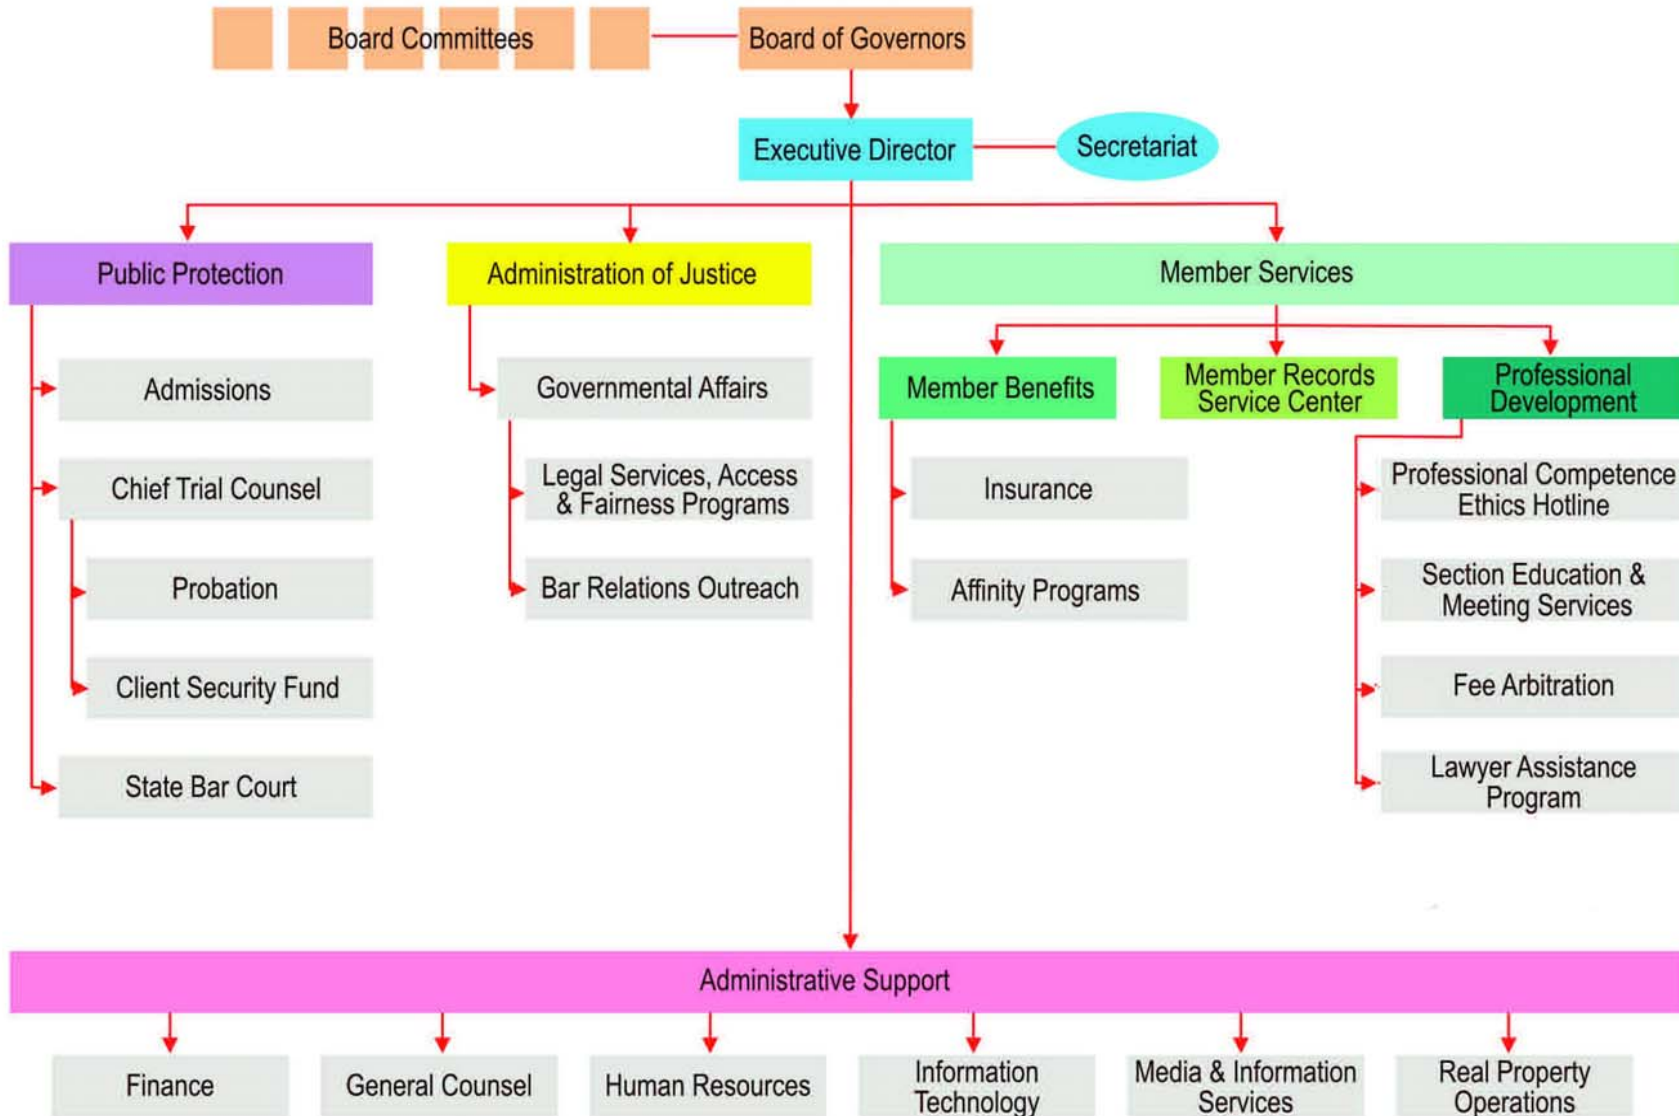 Board Committees
Board of Governors
Executive Director
Secretariat
Public Protection
Administration of Justice
Member Services
Admissions
Chief Trial Counsel
Probation
Client Security Fund
State Bar Court
Governmental Affairs
Legal Services, Access
& Fairness Programs
Bar Relations Outreach
Member Benefits
Insurance
Affinity Programs
Member Records
Service Center
Professional
Development
Professional Competence
Ethics Hotline
Section Education &
Meeting Services
Fee Arbitration
Lawyer Assistance
Program
Administrative Support
Finance
General Counsel
Human Resources
Information
Technology
Media & Information
Services
Real Property
Operations